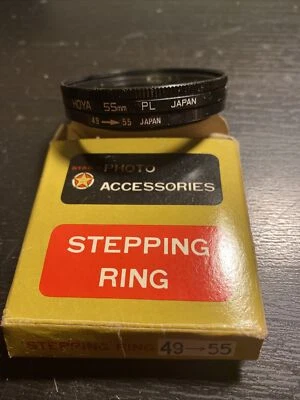 HOYA 55mm PL JAPAN
49→55 JAPAN
PHOTO
ACCESSORIES
STEPPING
RING
STEPPING RING 49→55